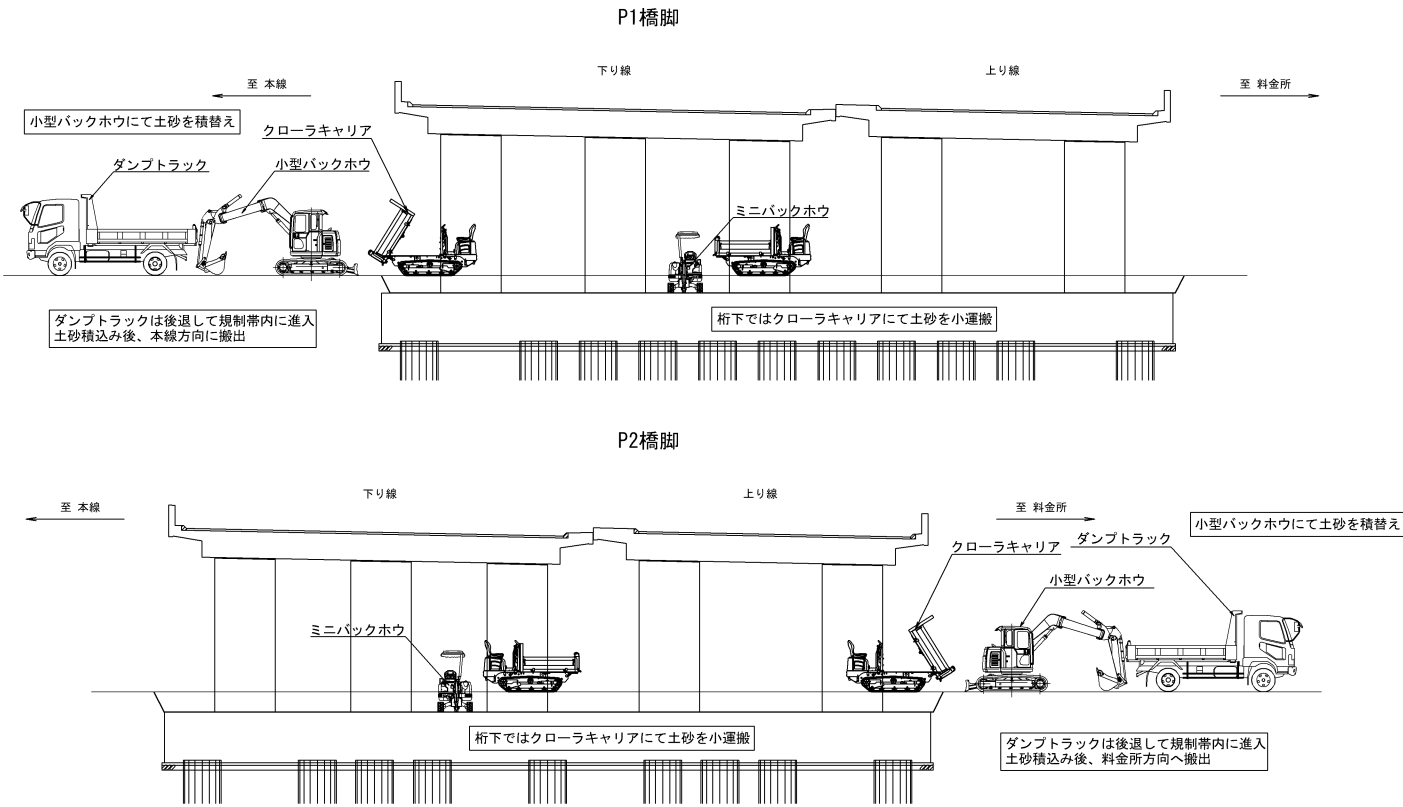 P1橋脚
下り線
上り線
至 本線
至 料金所
小型バックホウにて土砂を積替え
クローラキャリア
ダンプトラック
小型バックホウ
ミニバックホウ
ダンプトラックは後退して規制帯内に進入
土砂積込み後、本線方向に搬出
桁下ではクローラキャリアにて土砂を小運搬
P2橋脚
下り線
上り線
至 本線
至 料金所
小型バックホウにて土砂を積替え
クローラキャリア
ダンプトラック
小型バックホウ
ミニバックホウ
桁下ではクローラキャリアにて土砂を小運搬
ダンプトラックは後退して規制帯内に進入
土砂積込み後、料金所方向へ搬出